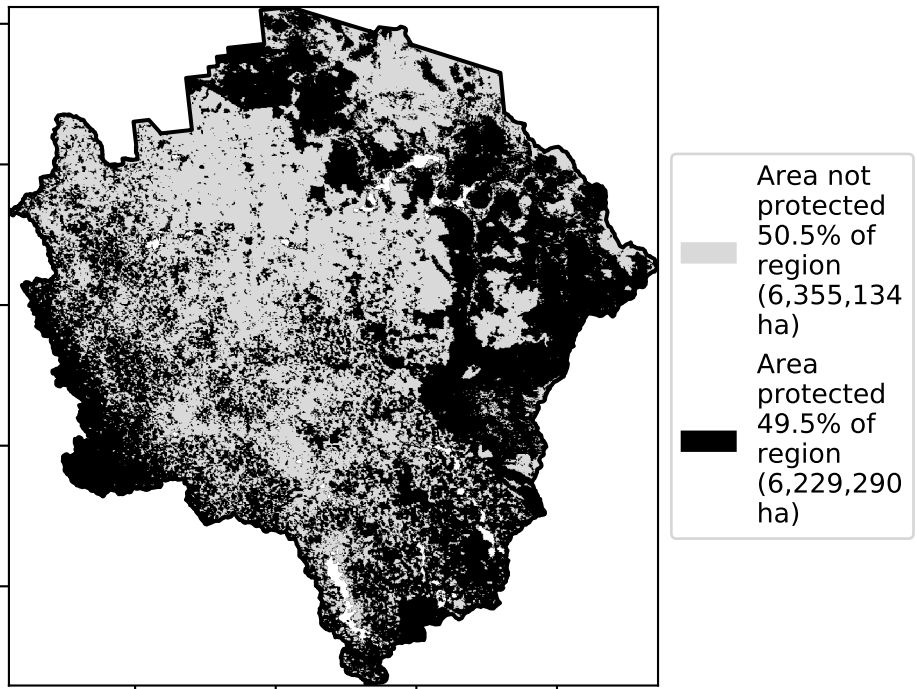 Area not
protected
50.5% of
region
(6,355,134
ha)
Area
protected
49.5% of
region
(6,229,290
ha)